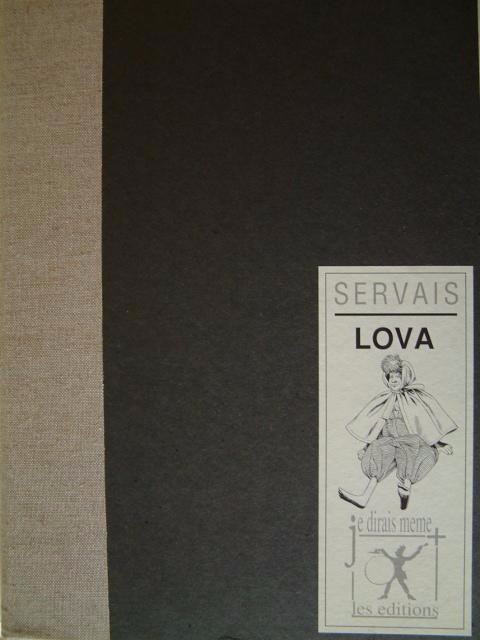 SERVAIS
LOVA
je dirais meme +
les editions